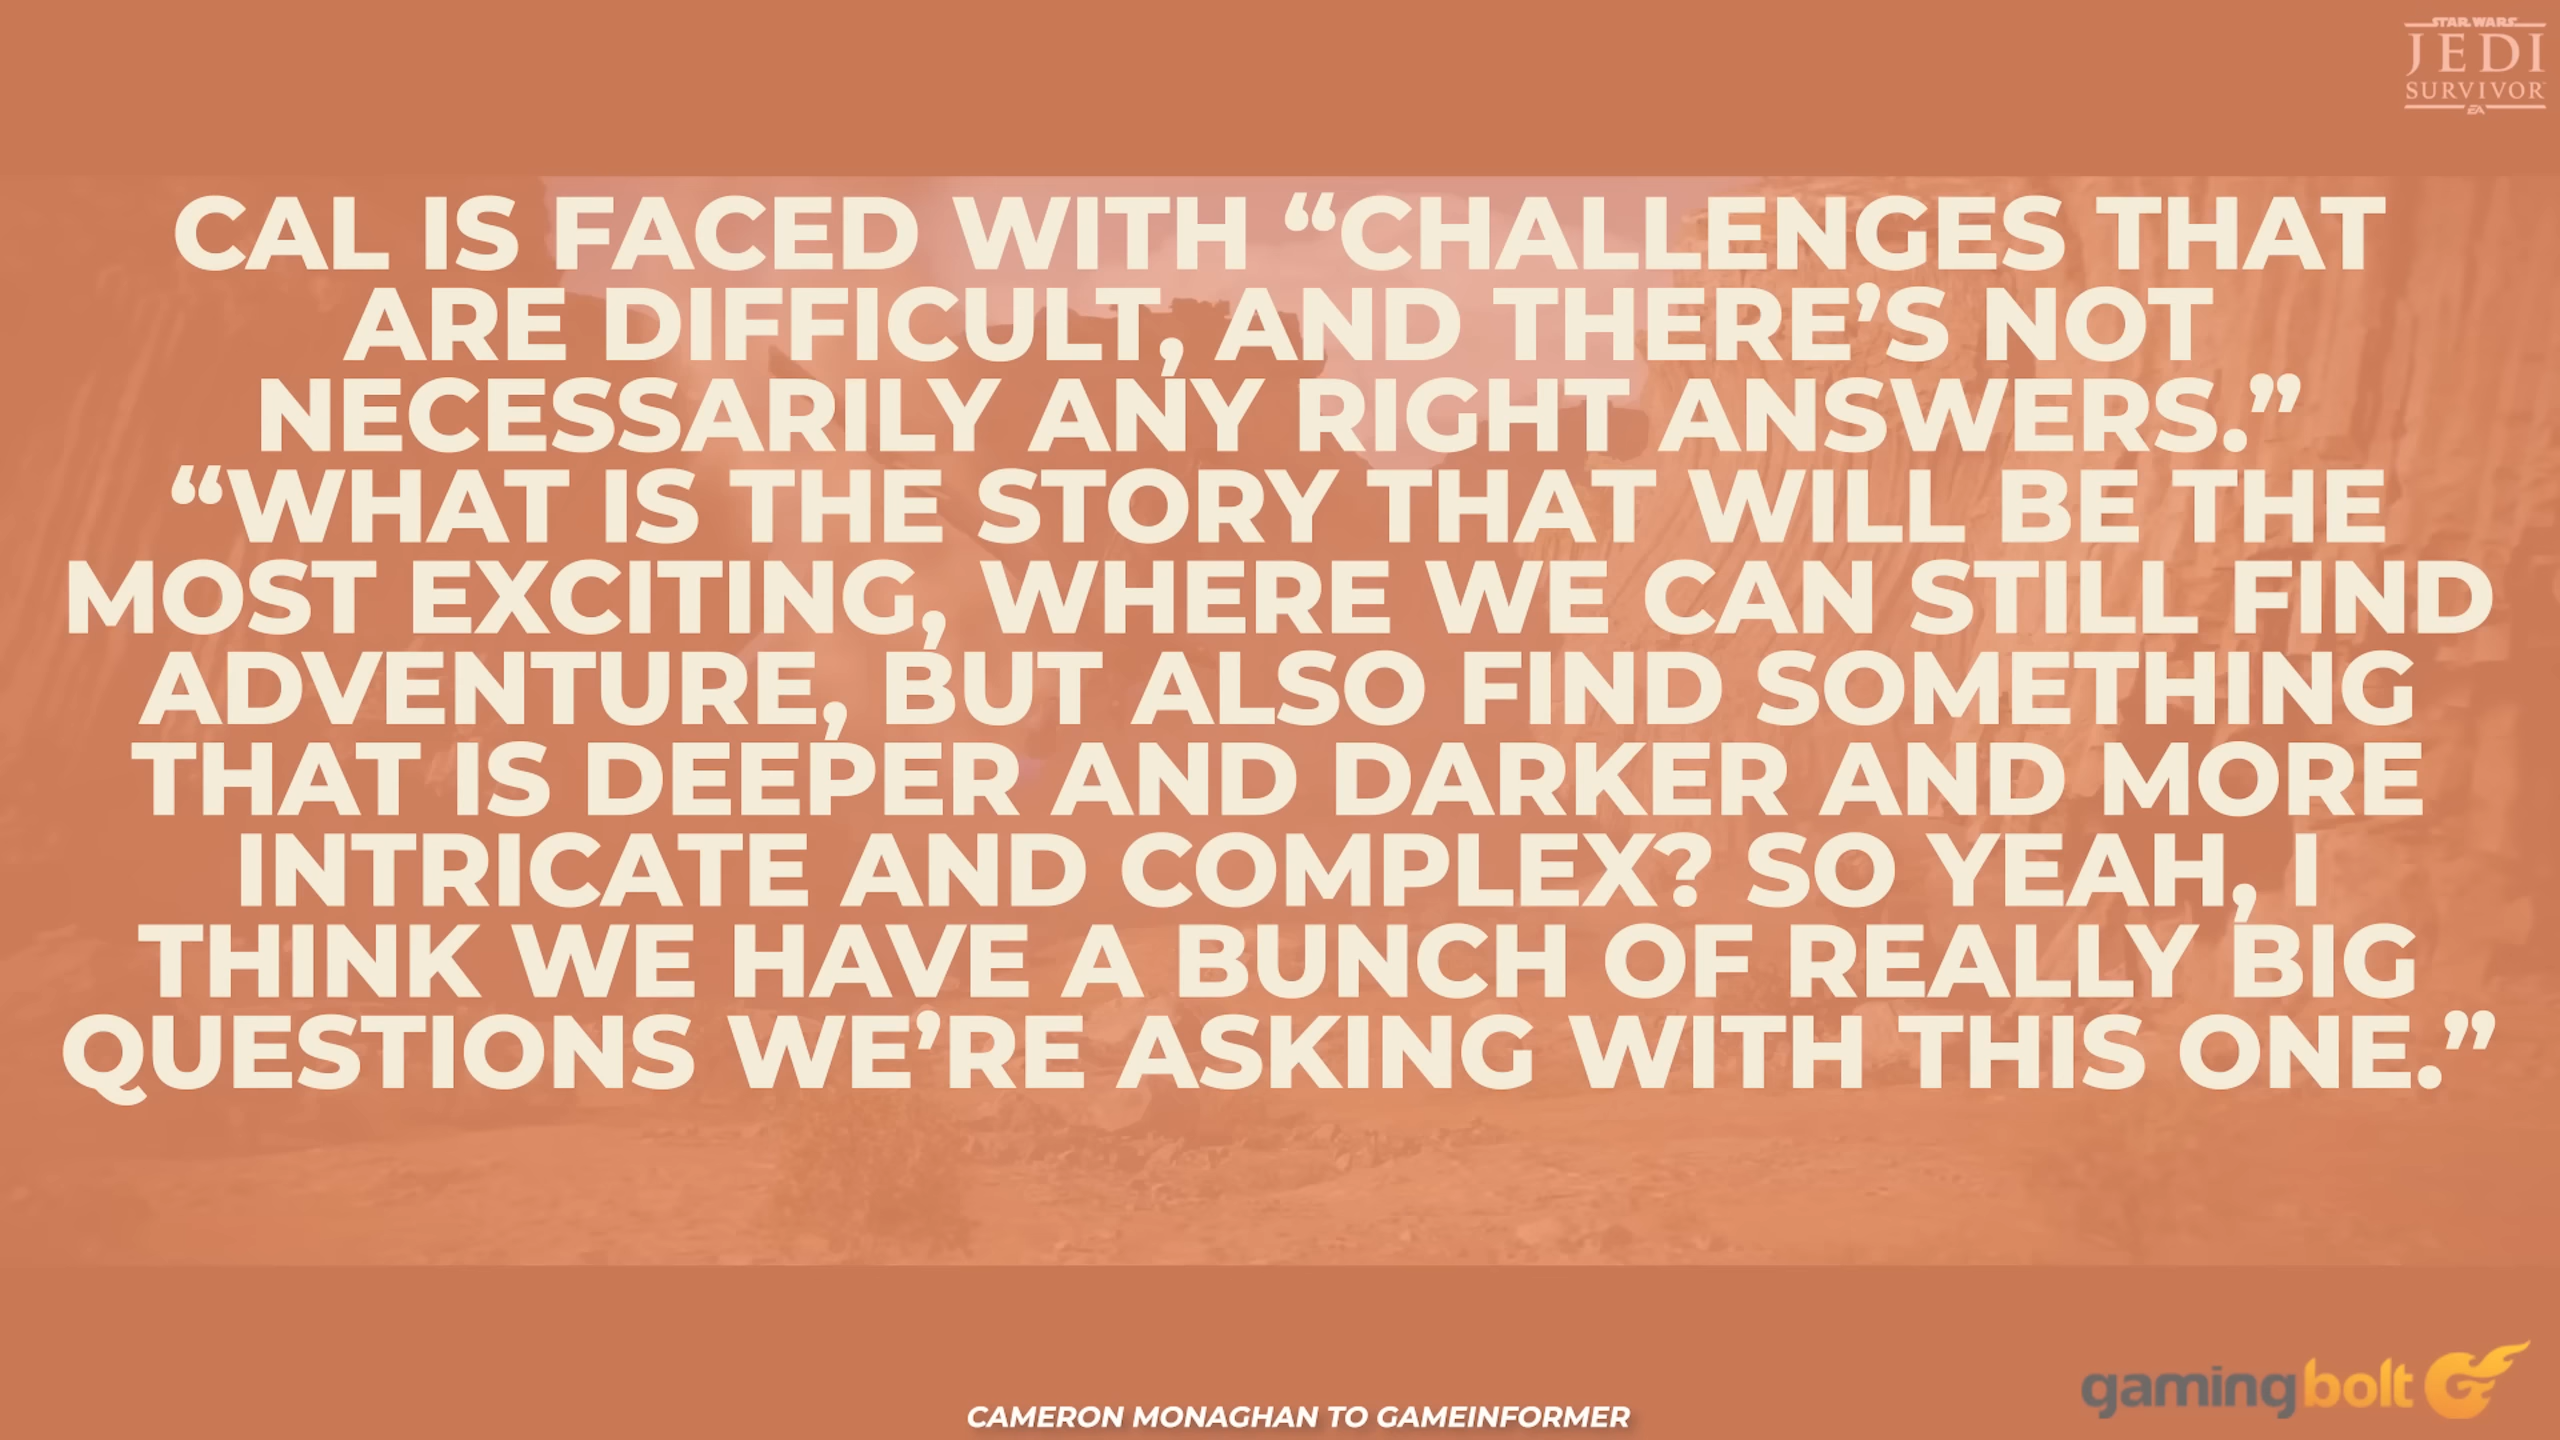 STAR WARS
JEDI
SURVIVOR
EA
CAL IS FACED WITH “CHALLENGES THAT
ARE DIFFICULT, AND THERE’S NOT
NECESSARILY ANY RIGHT ANSWERS.”
“WHAT IS THE STORY THAT WILL BE THE
MOST EXCITING, WHERE WE CAN STILL FIND
ADVENTURE, BUT ALSO FIND SOMETHING
THAT IS DEEPER AND DARKER AND MORE
INTRICATE AND COMPLEX? SO YEAH, I
THINK WE HAVE A BUNCH OF REALLY BIG
QUESTIONS WE’RE ASKING WITH THIS ONE.”
gamingbolt
CAMERON MONAGHAN TO GAMEINFORMER